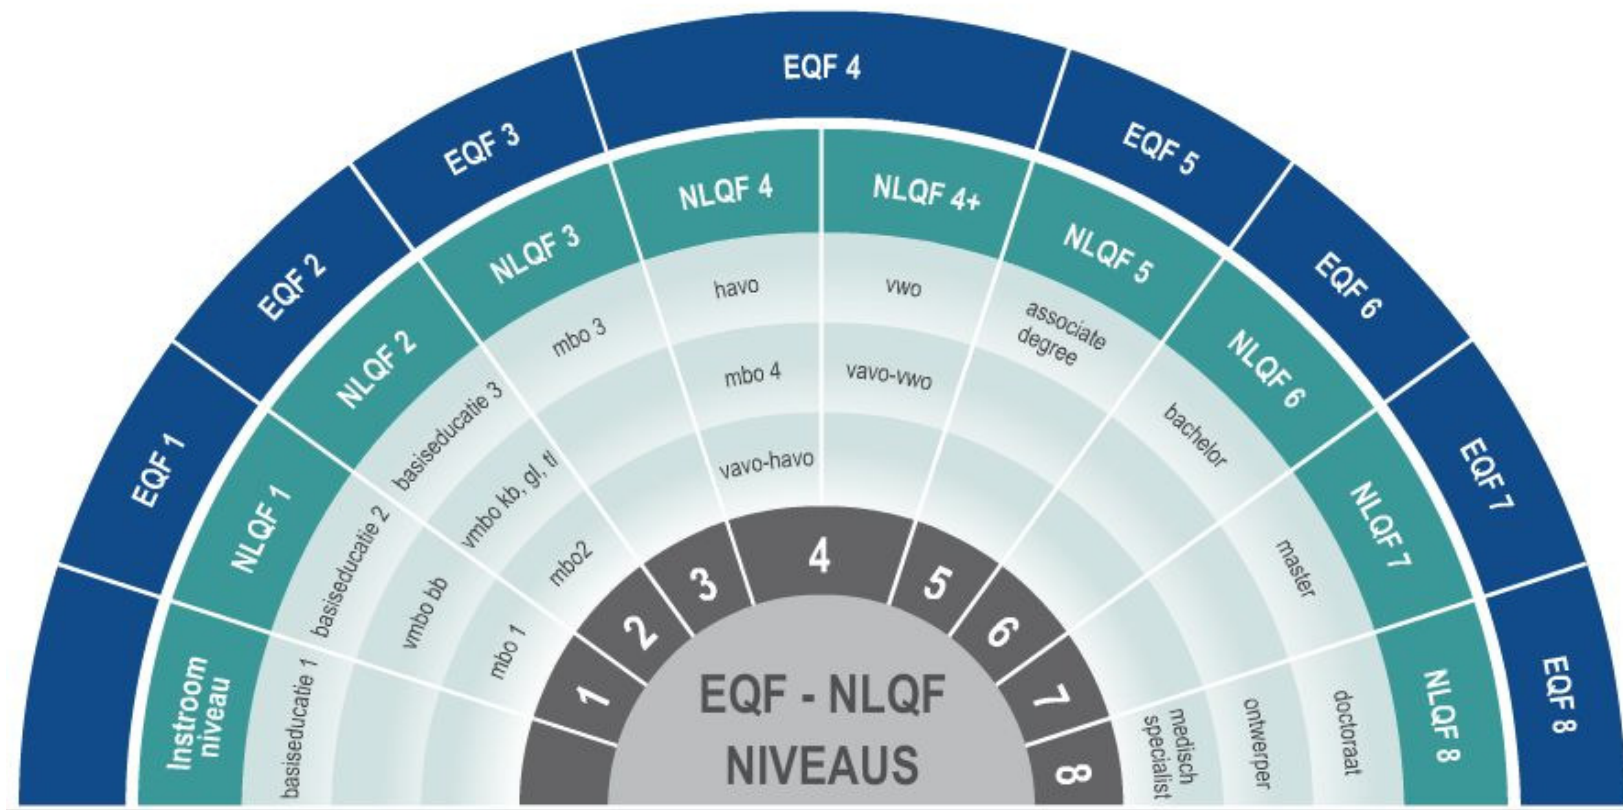 EQF 1
EQF 2
EQF 3
EQF 4
EQF 5
EQF 6
EQF 7
EQF 8
Instroom
niveau
NLQF 1
NLQF 2
NLQF 3
NLQF 4
NLQF 4+
NLQF 5
NLQF 6
NLQF 7
NLQF 8
basiseducatie 1
basiseducatie 2
vmbo bb
mbo 1
basiseducatie 3
vmbo kb, gl, tl
mbo2
mbo 3
havo
mbo 4
vavo-havo
vwo
vavo-vwo
associate
degree
bachelor
master
doctoraat
ontwerper
medisch
specialist
1
2
3
4
5
6
7
8
EQF - NLQF
NIVEAUS